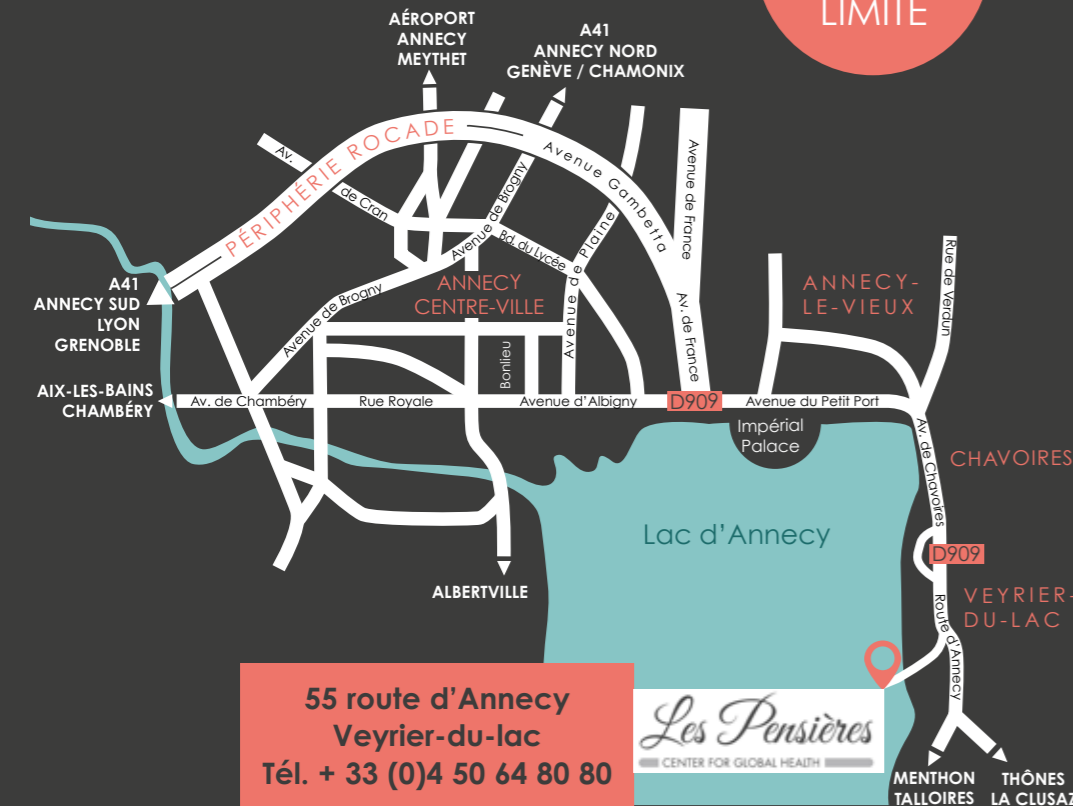 LIMITÉ
AÉROPORT
ANNECY
MEYTHET
A41
ANNECY NORD
GENÈVE / CHAMONIX
PÉRIPHÉRIE ROCADE
Avenue Gambetta
Avenue de France
Av. de France
Av.
de Cran
Avenue de Brogny
Bd. du Lycée
Avenue de Plaine
Avenue de Brogny
ANNECY
CENTRE-VILLE
ANNECY-
LE-VIEUX
Rue de Verdun
A41
ANNECY SUD
LYON
GRENOBLE
Bonlieu
AIX-LES-BAINS
CHAMBÉRY
Av. de Chambéry
Rue Royale
Avenue d'Albigny
D909
Avenue du Petit Port
Impérial
Palace
Av. de Chavoires
CHAVOIRES
Lac d'Annecy
D909
ALBERTVILLE
VEYRIER-
DU-LAC
Route d'Annecy
55 route d'Annecy
Veyrier-du-lac
Tél. + 33 (0)4 50 64 80 80
Les Pensières
CENTER FOR GLOBAL HEALTH
MENTHON
TALLOIRES
THÔNES
LA CLUSAZ